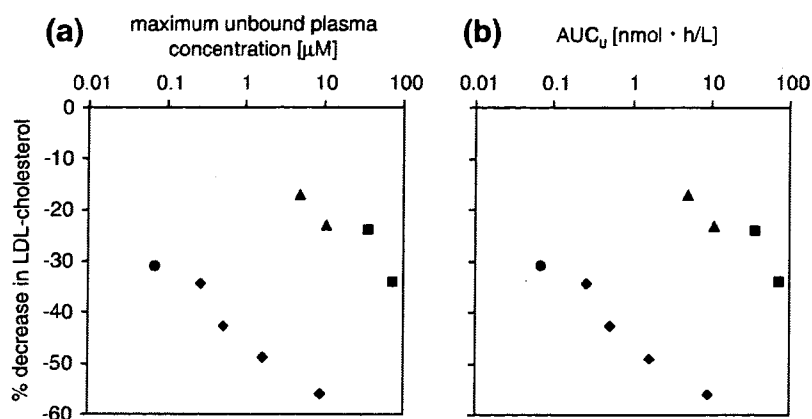 (a)
maximum unbound plasma
concentration [μM]
0.01 0.1 1 10 100
% decrease in LDL-cholesterol
0
-10
-20
-30
-40
-50
-60
(b)
AUCu [nmol · h/L]
0.01 0.1 1 10 100